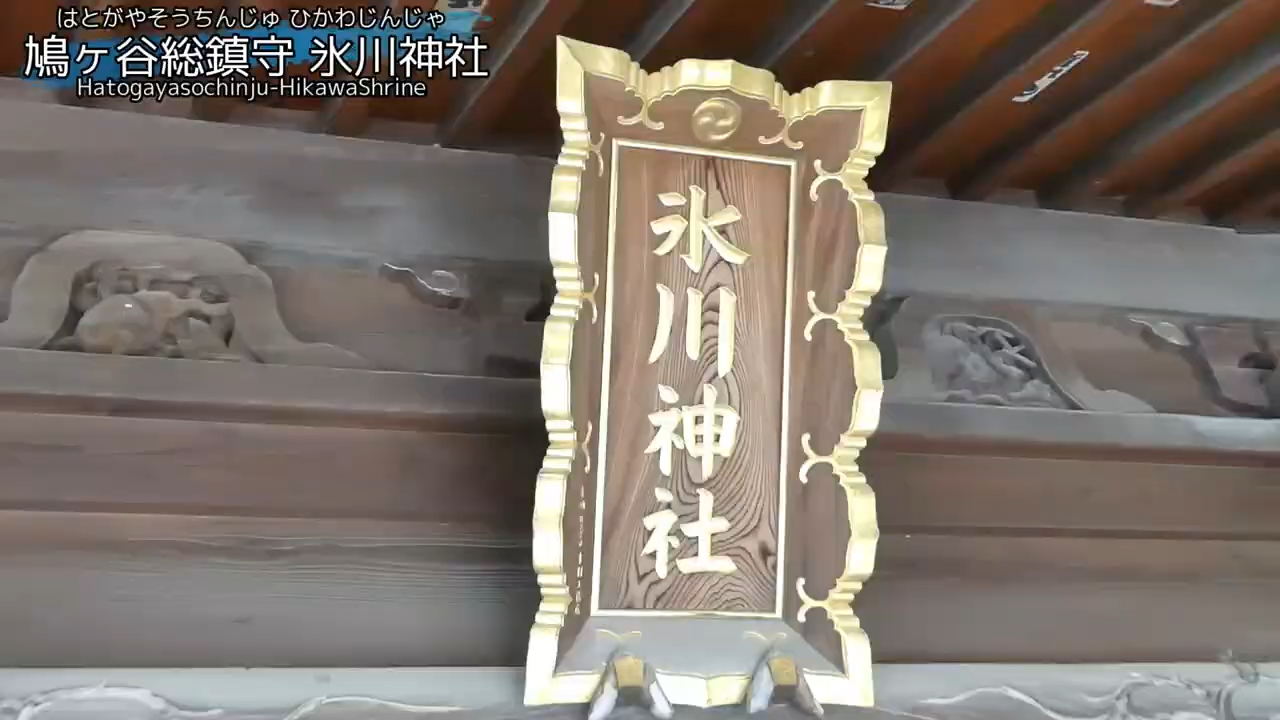 はとがやそうちんじゅ ひかわじんじゃ
鳩ヶ谷総鎮守 氷川神社
Hatogayasochinju-HikawaShrine
氷川神社